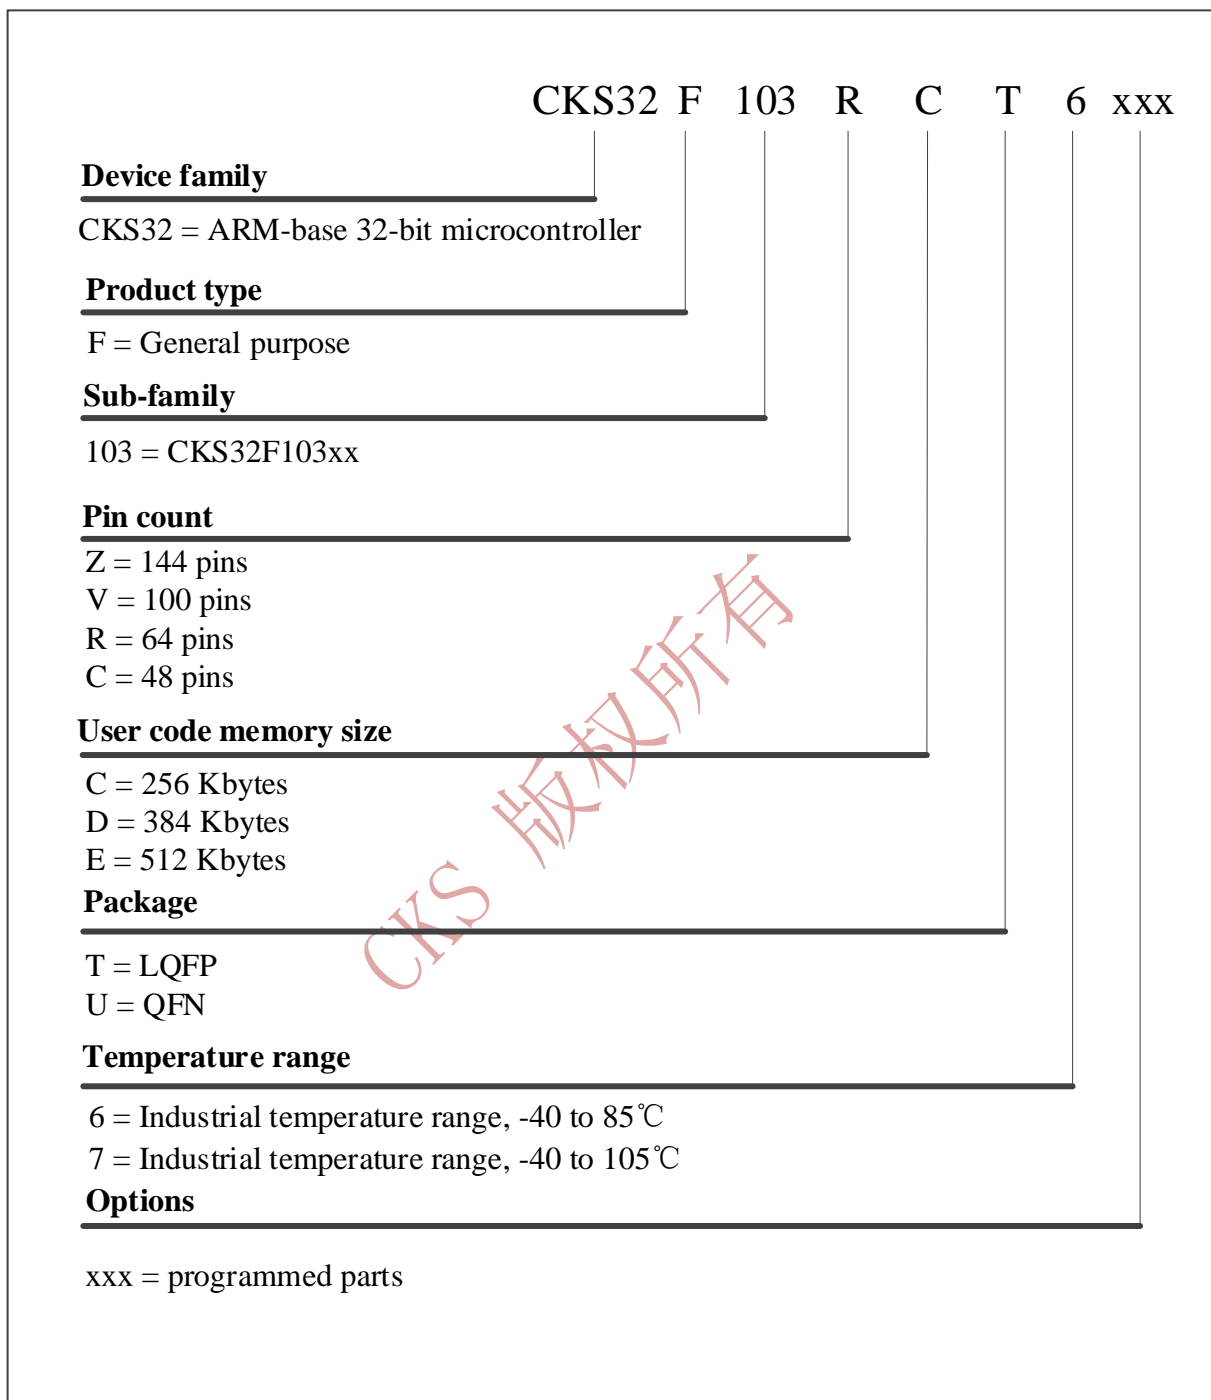 CKS32 F 103 R C T 6 xxx
Device family
CKS32 = ARM-base 32-bit microcontroller
Product type
F = General purpose
Sub-family
103 = CKS32F103xx
Pin count
Z = 144 pins
V = 100 pins
R = 64 pins
C = 48 pins
User code memory size
C = 256 Kbytes
D = 384 Kbytes
E = 512 Kbytes
Package
T = LQFP
U = QFN
Temperature range
6 = Industrial temperature range, -40 to 85℃
7 = Industrial temperature range, -40 to 105℃
Options
xxx = programmed parts
CKS 版权所有